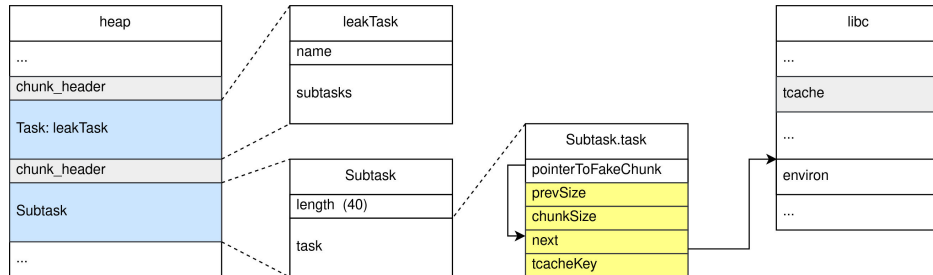 heap
...
chunk_header
Task: leakTask
chunk_header
Subtask
...
leakTask
name
subtasks
Subtask
length (40)
task
Subtask.task
pointerToFakeChunk
prevSize
chunkSize
next
tcacheKey
libc
...
tcache
...
environ
...